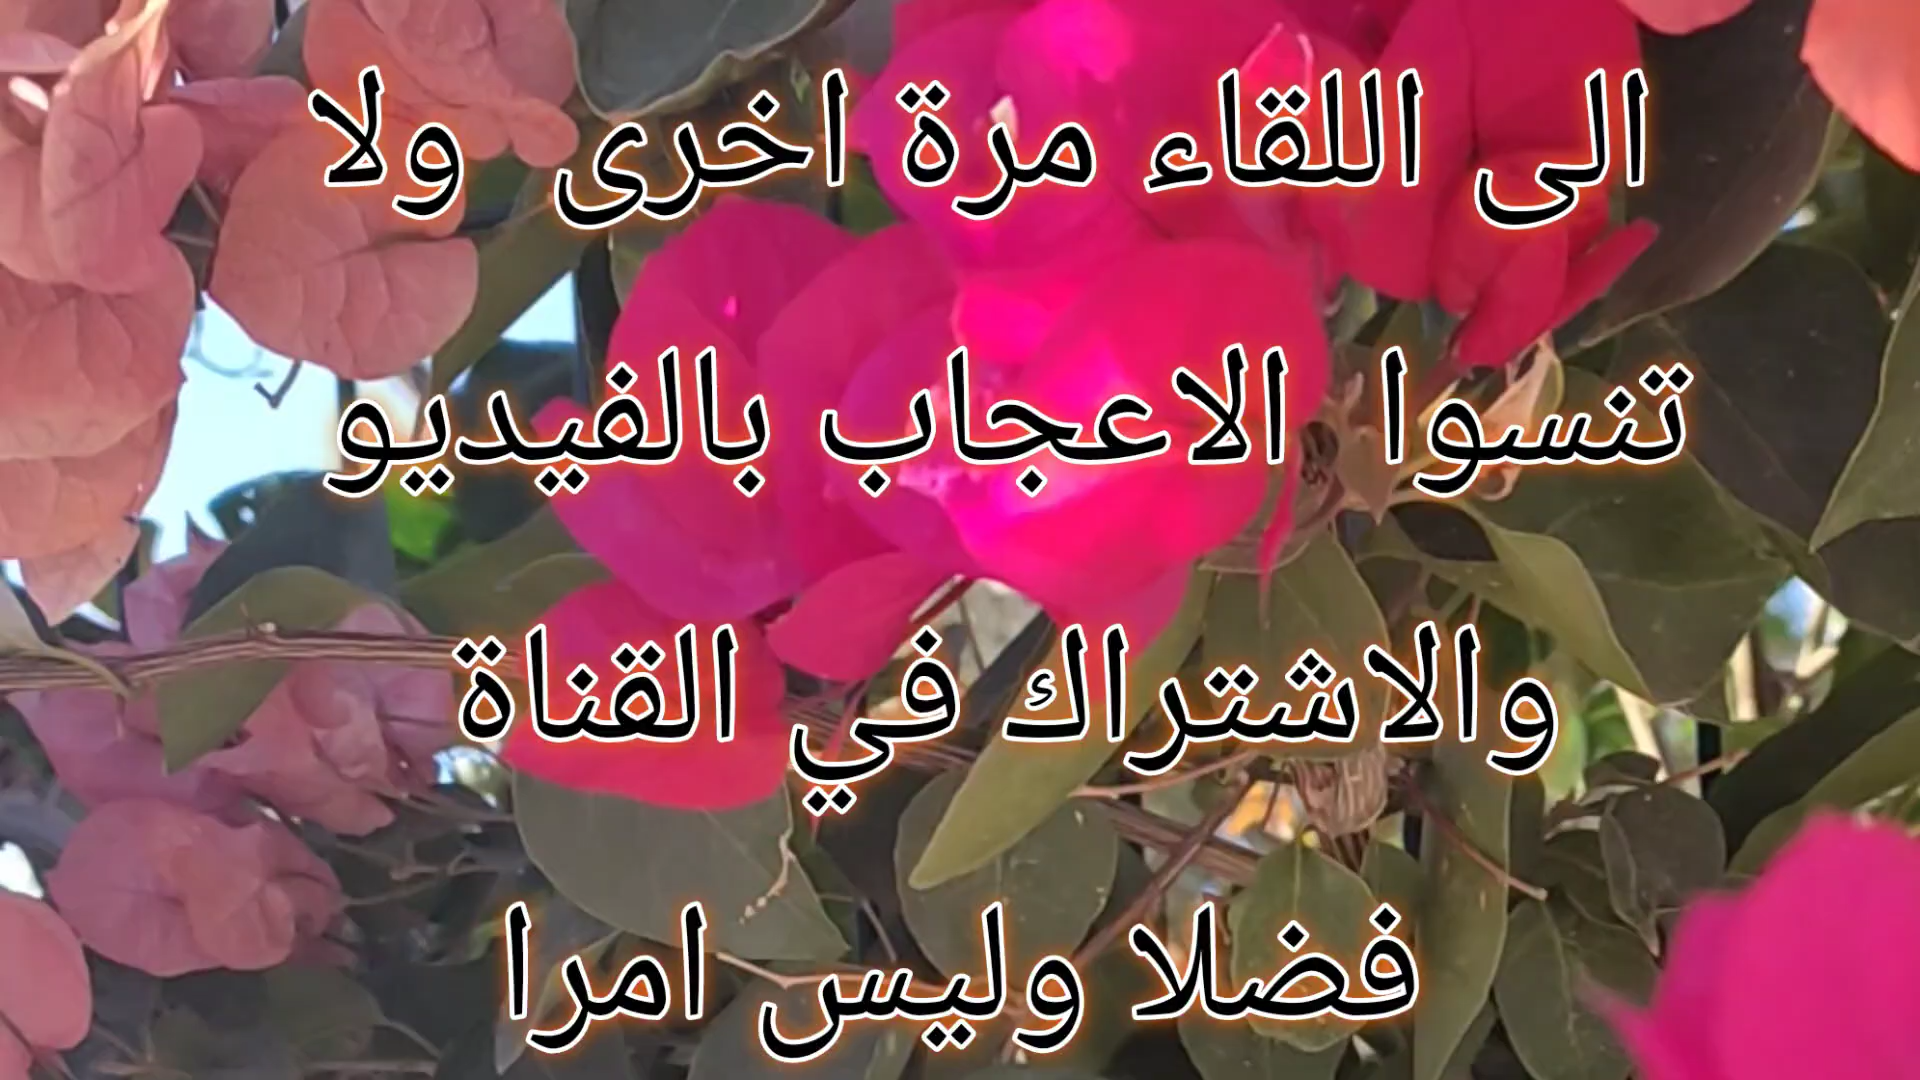 الى اللقاء مرة اخرى ولا
تنسوا الاعجاب بالفيديو
والاشتراك في القناة
فضلا وليس امرا